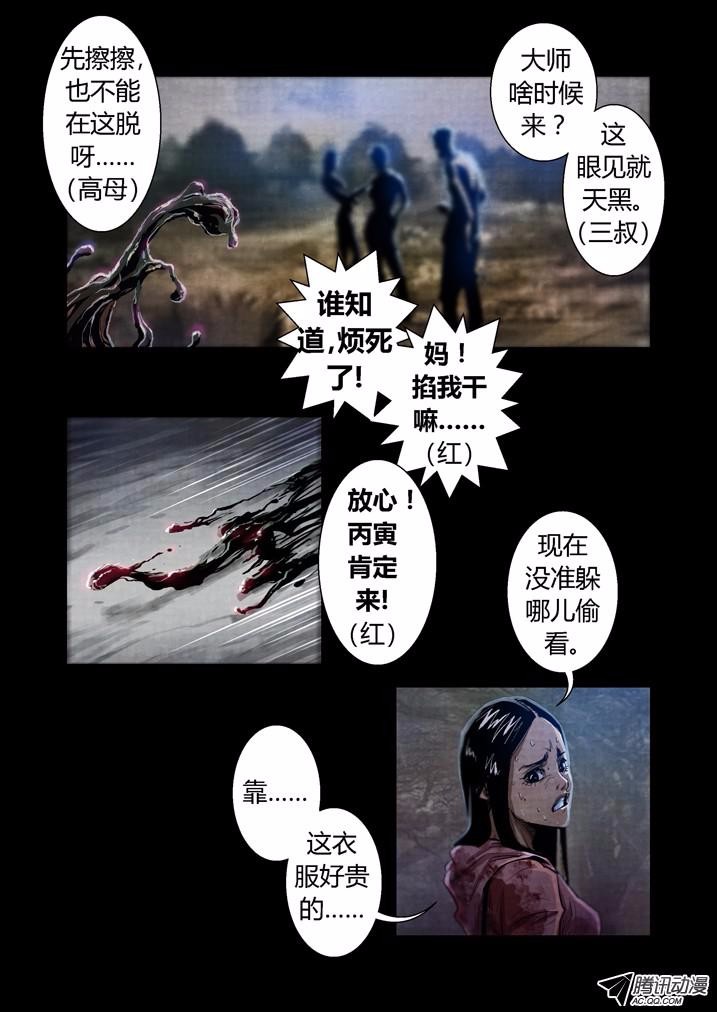 先擦擦，
也不能
在这脱
呀……
（高母）
大师
啥时候
来？
这
眼见就
天黑。
（三叔）
谁知
道，烦死
了！
妈！
掐我干
嘛……
（红）
放心！
丙寅
肯定
来！
（红）
现在
没准躲
哪儿偷
看。
靠……
这衣
服好贵
的……
腾讯动漫
AC.QQ.COM